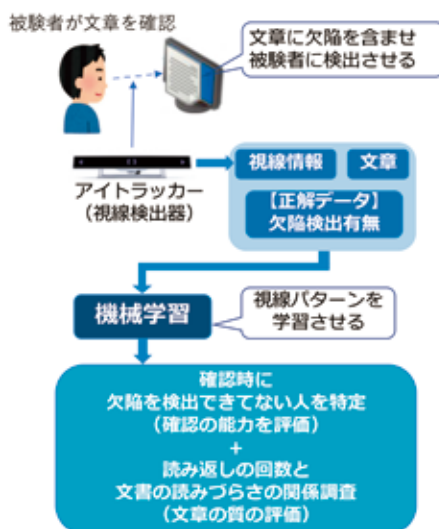 被験者が文章を確認
文章に欠陥を含ませ
被験者に検出させる
アイトラッカー
（視線検出器）
視線情報
文章
【正解データ】
欠陥検出有無
機械学習
視線パターンを
学習させる
確認時に
欠陥を検出できてない人を特定
（確認の能力を評価）
+
読み返しの回数と
文書の読みづらさの関係調査
（文章の質の評価）